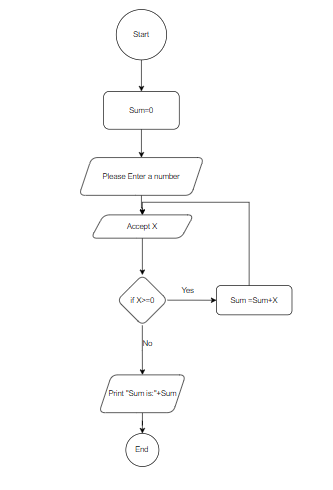 Start
Sum=0
Please Enter a number
Accept X
if X>=0
Yes
Sum =Sum+X
No
Print "Sum is:"+Sum
End